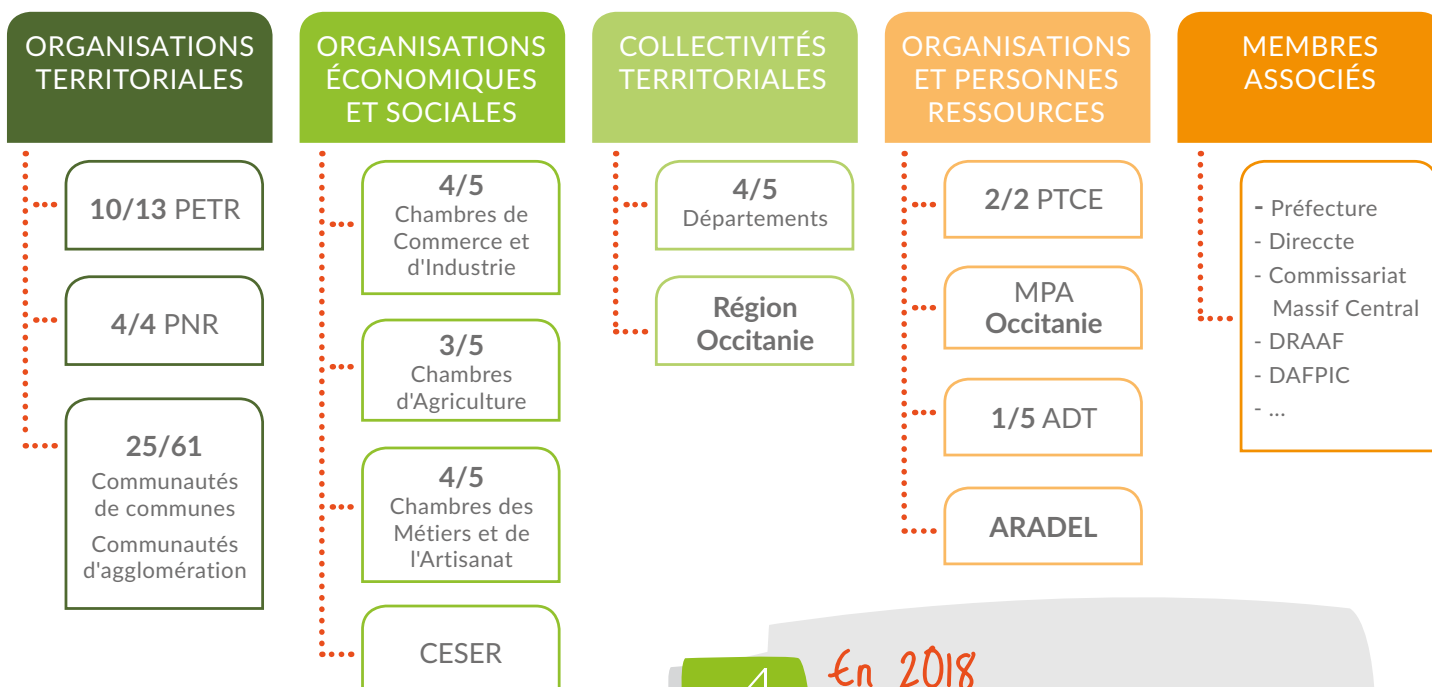 ORGANISATIONS
TERRITORIALES
10/13 PETR
4/4 PNR
25/61
Communautés
de communes
Communautés
d'agglomération
ORGANISATIONS
ÉCONOMIQUES
ET SOCIALES
4/5
Chambres de
Commerce et
d'Industrie
3/5
Chambres
d'Agriculture
4/5
Chambres des
Métiers et de
l'Artisanat
CESER
COLLECTIVITÉS
TERRITORIALES
4/5
Départements
Région
Occitanie
ORGANISATIONS
ET PERSONNES
RESSOURCES
2/2 PTCE
MPA
Occitanie
1/5 ADT
ARADEL
MEMBRES
ASSOCIÉS
- Préfecture
- Direccte
- Commissariat
Massif Central
- DRAAF
- DAFPIC
- ...
4
En 2018